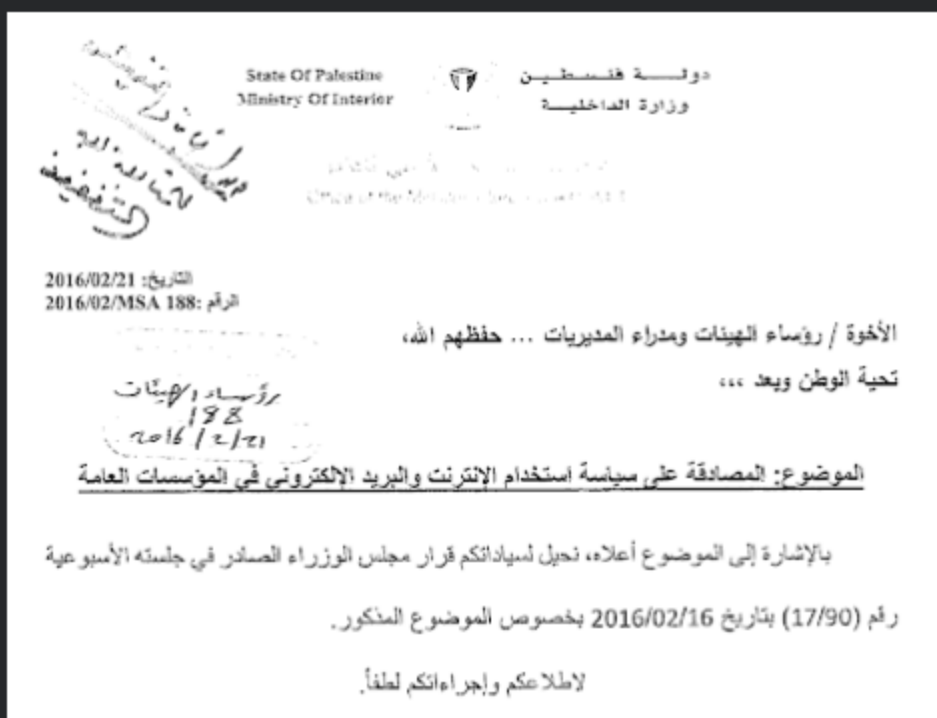 State Of Palestine
Ministry Of Interior
دولـــــة فلـسـطـيــن
وزارة الداخليـــة
التاريخ: 2016/02/21
الرقم: 2016/02/MSA 188
الأخوة / رؤساء الهيئات ومدراء المديريات ... حفظهم الله،
تحية الوطن وبعد ،،،
رؤساء الهيئات
188
2016/2/21
الموضوع: المصادقة على سياسة استخدام الإنترنت والبريد الإلكتروني في المؤسسات العامة
بالإشارة إلى الموضوع أعلاه، نحيل لسيادتكم قرار مجلس الوزراء الصادر في جلسته الأسبوعية
رقم (17/90) بتاريخ 2016/02/16 بخصوص الموضوع المذكور.
لاطلاعكم وإجراءاتكم لطفاً.